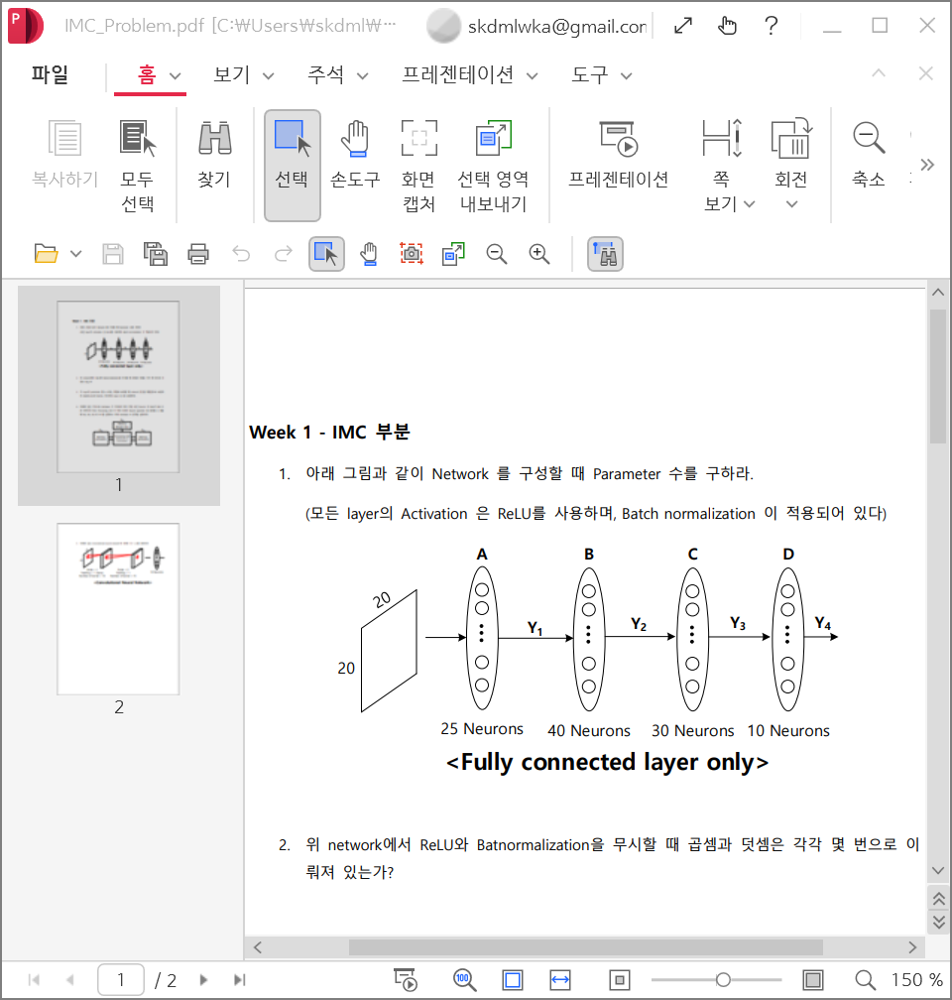 IMC_Problem.pdf [C:₩Users₩skdml₩⋯
skdmlwka@gmail.com
파일
홈
보기
주석
프레젠테이션
도구
복사하기
모두 선택
찾기
선택
손도구
화면 캡처
선택 영역 내보내기
프레젠테이션
쪽 보기
회전
축소
1
2
Week 1 - IMC 부분
1. 아래 그림과 같이 Network 를 구성할 때 Parameter 수를 구하라.
(모든 layer의 Activation 은 ReLU를 사용하며, Batch normalization 이 적용되어 있다)
A B C D
20
20
Y₁ Y₂ Y₃ Y₄
25 Neurons 40 Neurons 30 Neurons 10 Neurons
<Fully connected layer only>
2. 위 network에서 ReLU와 Batnormalization을 무시할 때 곱셈과 덧셈은 각각 몇 번으로 이
뤄져 있는가?
1 / 2
100
150 %